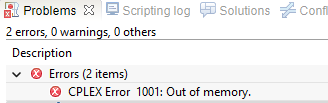 Problems Scripting log Solutions Confl
2 errors, 0 warnings, 0 others
Description
Errors (2 items)
CPLEX Error 1001: Out of memory.